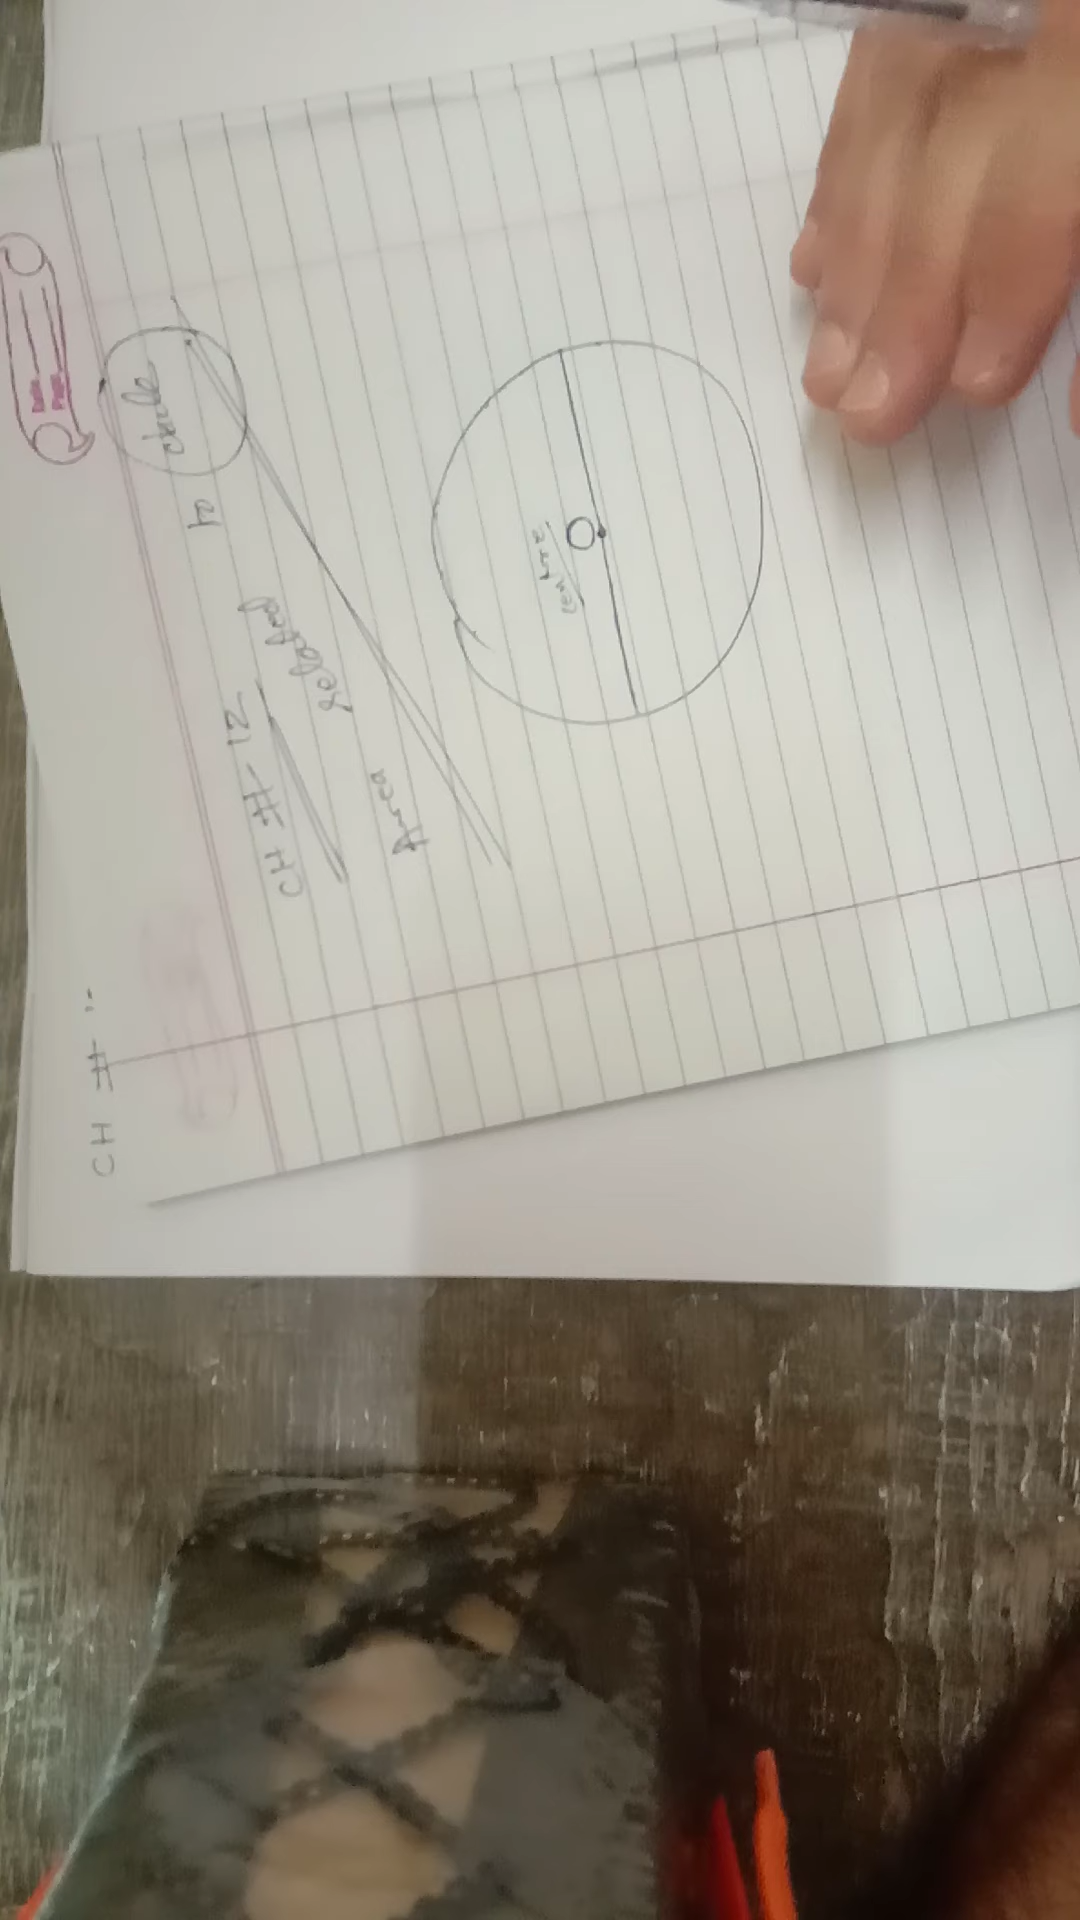 CH #-12
Area related to circle
O
centre
CH # :-